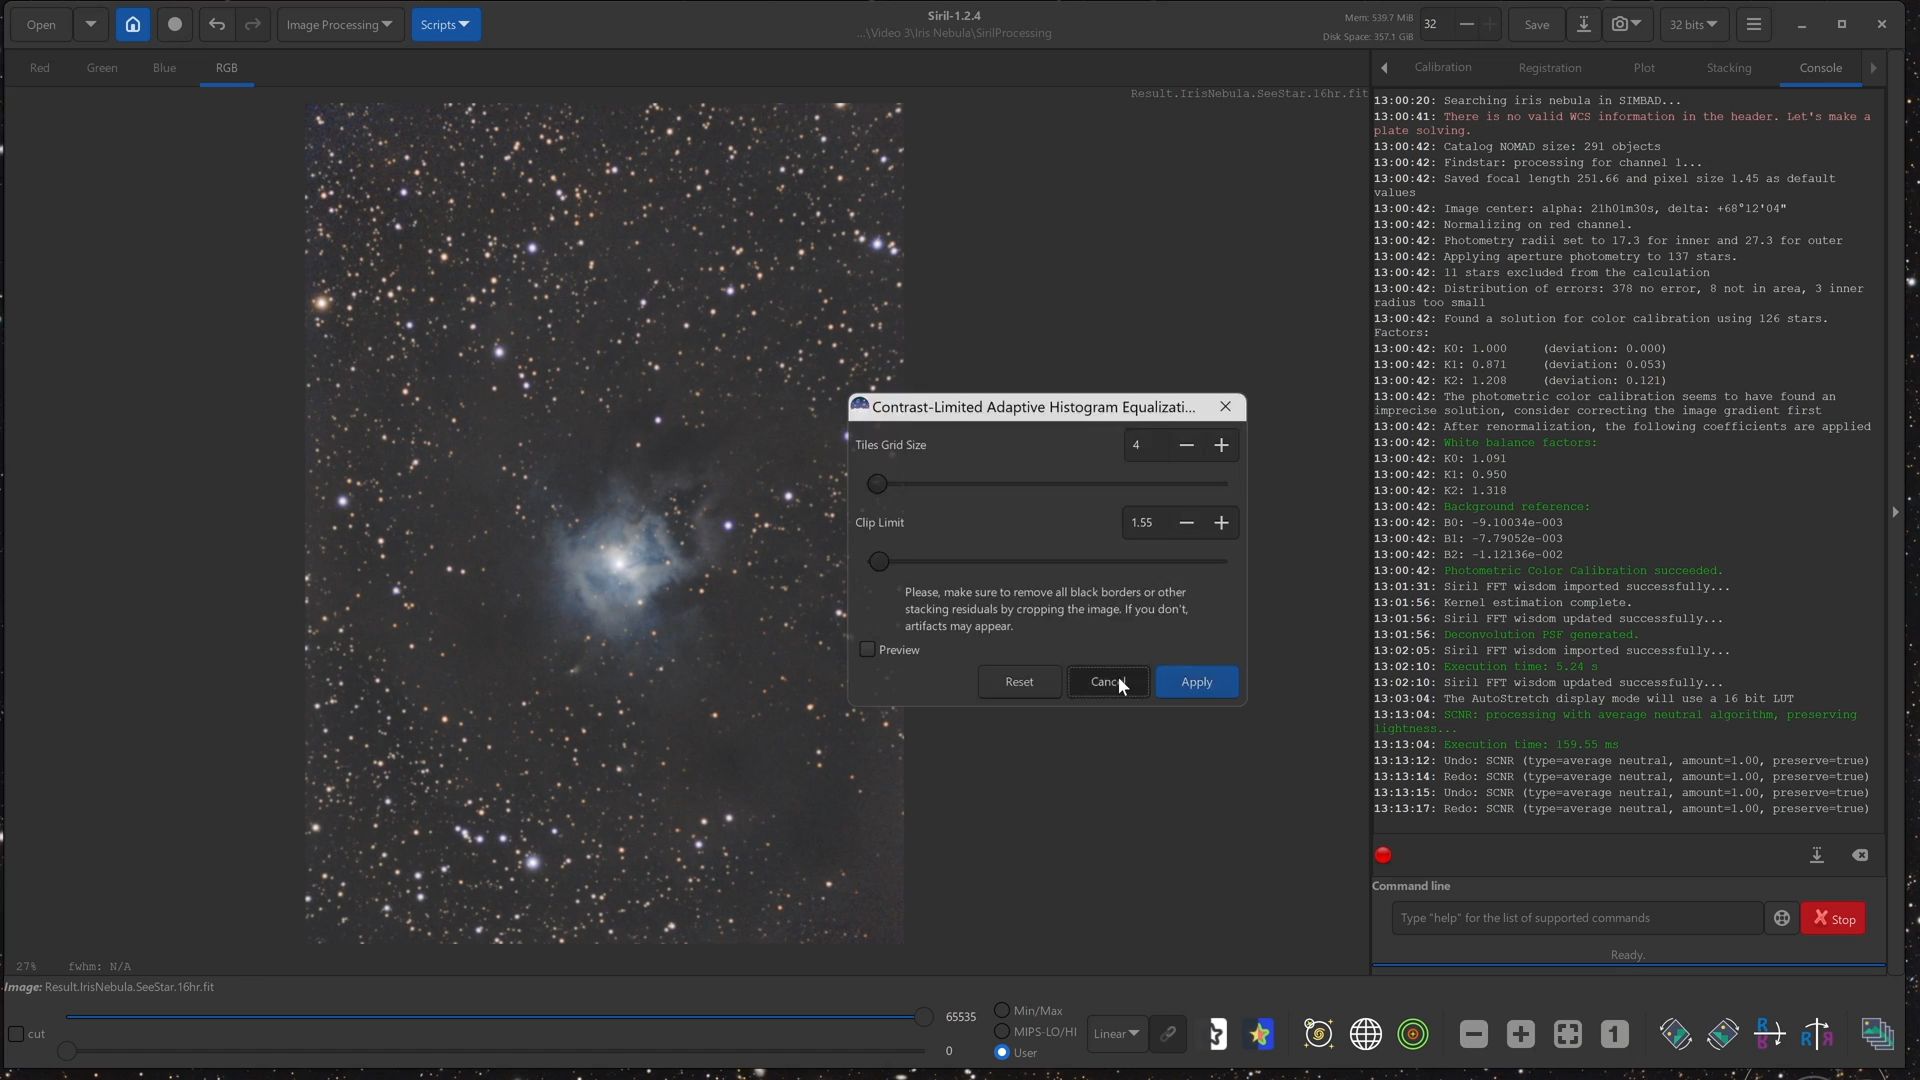 Open
Image Processing
Scripts
Siril-1.2.4
...\Video 3\Iris Nebula\SirilProcessing
Mem: 539.7 MiB
Disk Space: 357.1 GiB
32
Save
32 bits
Red
Green
Blue
RGB
Calibration
Registration
Plot
Stacking
Console
Result.IrisNebula.SeeStar.16hr.fit
13:00:20: Searching iris nebula in SIMBAD...
13:00:41: There is no valid WCS information in the header. Let's make a
plate solving.
13:00:42: Catalog NOMAD size: 291 objects
13:00:42: Findstar: processing for channel 1...
13:00:42: Saved focal length 251.66 and pixel size 1.45 as default
values
13:00:42: Image center: alpha: 21h01m30s, delta: +68°12'04"
13:00:42: Normalizing on red channel.
13:00:42: Photometry radii set to 17.3 for inner and 27.3 for outer
13:00:42: Applying aperture photometry to 137 stars.
13:00:42: 11 stars excluded from the calculation
13:00:42: Distribution of errors: 378 no error, 8 not in area, 3 inner
radius too small
13:00:42: Found a solution for color calibration using 126 stars.
Factors:
13:00:42: K0: 1.000 (deviation: 0.000)
13:00:42: K1: 0.871 (deviation: 0.053)
13:00:42: K2: 1.208 (deviation: 0.121)
13:00:42: The photometric color calibration seems to have found an
imprecise solution, consider correcting the image gradient first
13:00:42: After renormalization, the following coefficients are applied
13:00:42: White balance factors:
13:00:42: K0: 1.091
13:00:42: K1: 0.950
13:00:42: K2: 1.318
13:00:42: Background reference:
13:00:42: B0: -9.10034e-003
13:00:42: B1: -7.79052e-003
13:00:42: B2: -1.12136e-002
13:00:42: Photometric Color Calibration succeeded.
13:01:31: Siril FFT wisdom imported successfully...
13:01:56: Kernel estimation complete.
13:01:56: Siril FFT wisdom updated successfully...
13:01:56: Deconvolution PSF generated.
13:02:05: Siril FFT wisdom imported successfully...
13:02:10: Execution time: 5.24 s
13:02:10: Siril FFT wisdom updated successfully...
13:03:04: The AutoStretch display mode will use a 16 bit LUT
13:13:04: SCNR: processing with average neutral algorithm, preserving
lightness...
13:13:04: Execution time: 159.55 ms
13:13:12: Undo: SCNR (type=average neutral, amount=1.00, preserve=true)
13:13:14: Redo: SCNR (type=average neutral, amount=1.00, preserve=true)
13:13:15: Undo: SCNR (type=average neutral, amount=1.00, preserve=true)
13:13:17: Redo: SCNR (type=average neutral, amount=1.00, preserve=true)
Contrast-Limited Adaptive Histogram Equalizati...
Tiles Grid Size
4
Clip Limit
1.55
Please, make sure to remove all black borders or other
stacking residuals by cropping the image. If you don't,
artifacts may appear.
Preview
Reset
Cancel
Apply
Command line
Type "help" for the list of supported commands
Stop
Ready.
27%
fwhm: N/A
Image: Result.IrisNebula.SeeStar.16hr.fit
cut
65535
0
Min/Max
MIPS-LO/HI
User
Linear
1
R
R
R R